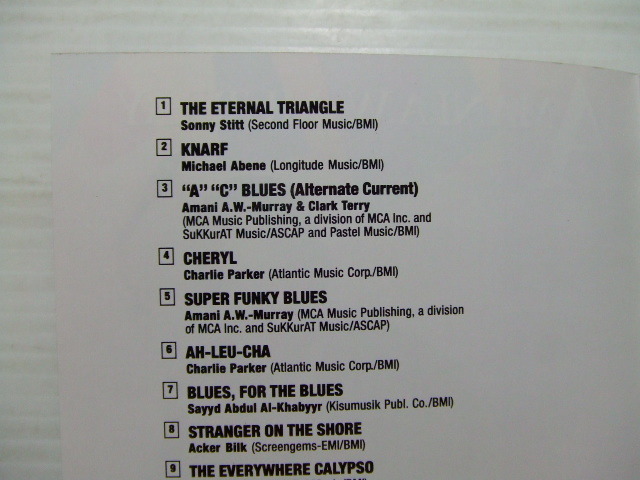 1 THE ETERNAL TRIANGLE
Sonny Stitt (Second Floor Music/BMI)
2 KNARF
Michael Abene (Longitude Music/BMI)
3 "A" "C" BLUES (Alternate Current)
Amani A.W.-Murray & Clark Terry
(MCA Music Publishing, a division of MCA Inc. and
SuKKurAT Music/ASCAP and Pastel Music/BMI)
4 CHERYL
Charlie Parker (Atlantic Music Corp./BMI)
5 SUPER FUNKY BLUES
Amani A.W.-Murray (MCA Music Publishing, a division
of MCA Inc. and SuKKurAT Music/ASCAP)
6 AH-LEU-CHA
Charlie Parker (Atlantic Music Corp./BMI)
7 BLUES, FOR THE BLUES
Sayyd Abdul Al-Khabyyr (Kisumusik Publ. Co./BMI)
8 STRANGER ON THE SHORE
Acker Bilk (Screengems-EMI/BMI)
9 THE EVERYWHERE CALYPSO